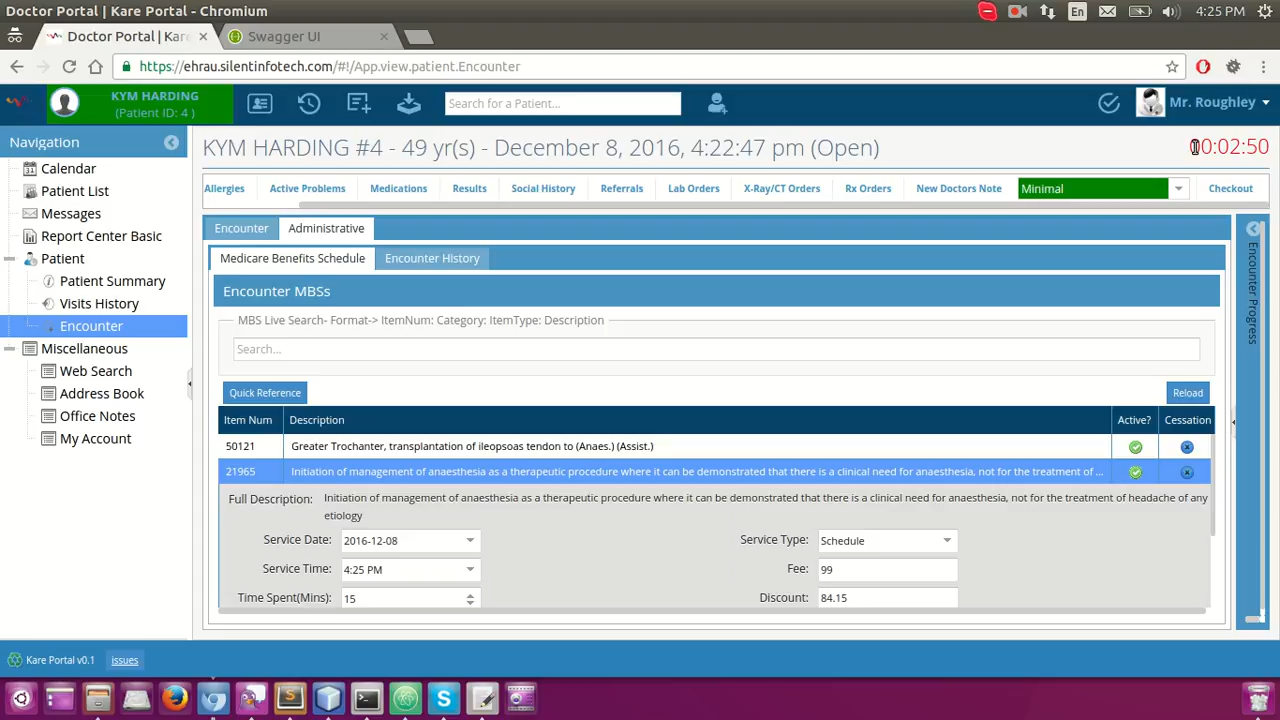 Doctor Portal | Kare Portal - Chromium
En
4:25 PM
Doctor Portal | Kare
Swagger UI
https://ehrau.silentinfotech.com/#!/App.view.patient.Encounter
KYM HARDING
(Patient ID: 4 )
Search for a Patient...
Mr. Roughley
Navigation
Calendar
Patient List
Messages
Report Center Basic
Patient
Patient Summary
Visits History
Encounter
Miscellaneous
Web Search
Address Book
Office Notes
My Account
KYM HARDING #4 - 49 yr(s) - December 8, 2016, 4:22:47 pm (Open)
00:02:50
Allergies Active Problems Medications Results Social History Referrals Lab Orders X-Ray/CT Orders Rx Orders New Doctors Note Minimal Checkout
Encounter Administrative
Medicare Benefits Schedule Encounter History
Encounter MBSs
MBS Live Search- Format-> ItemNum: Category: ItemType: Description
Search...
Quick Reference Reload
Item Num Description Active? Cessation
50121 Greater Trochanter, transplantation of ileopsoas tendon to (Anaes.) (Assist.)
21965 Initiation of management of anaesthesia as a therapeutic procedure where it can be demonstrated that there is a clinical need for anaesthesia, not for the treatment of ...
Full Description: Initiation of management of anaesthesia as a therapeutic procedure where it can be demonstrated that there is a clinical need for anaesthesia, not for the treatment of headache of any
etiology
Service Date: 2016-12-08 Service Type: Schedule
Service Time: 4:25 PM Fee: 99
Time Spent(Mins): 15 Discount: 84.15
Encounter Progress
Kare Portal v0.1 issues